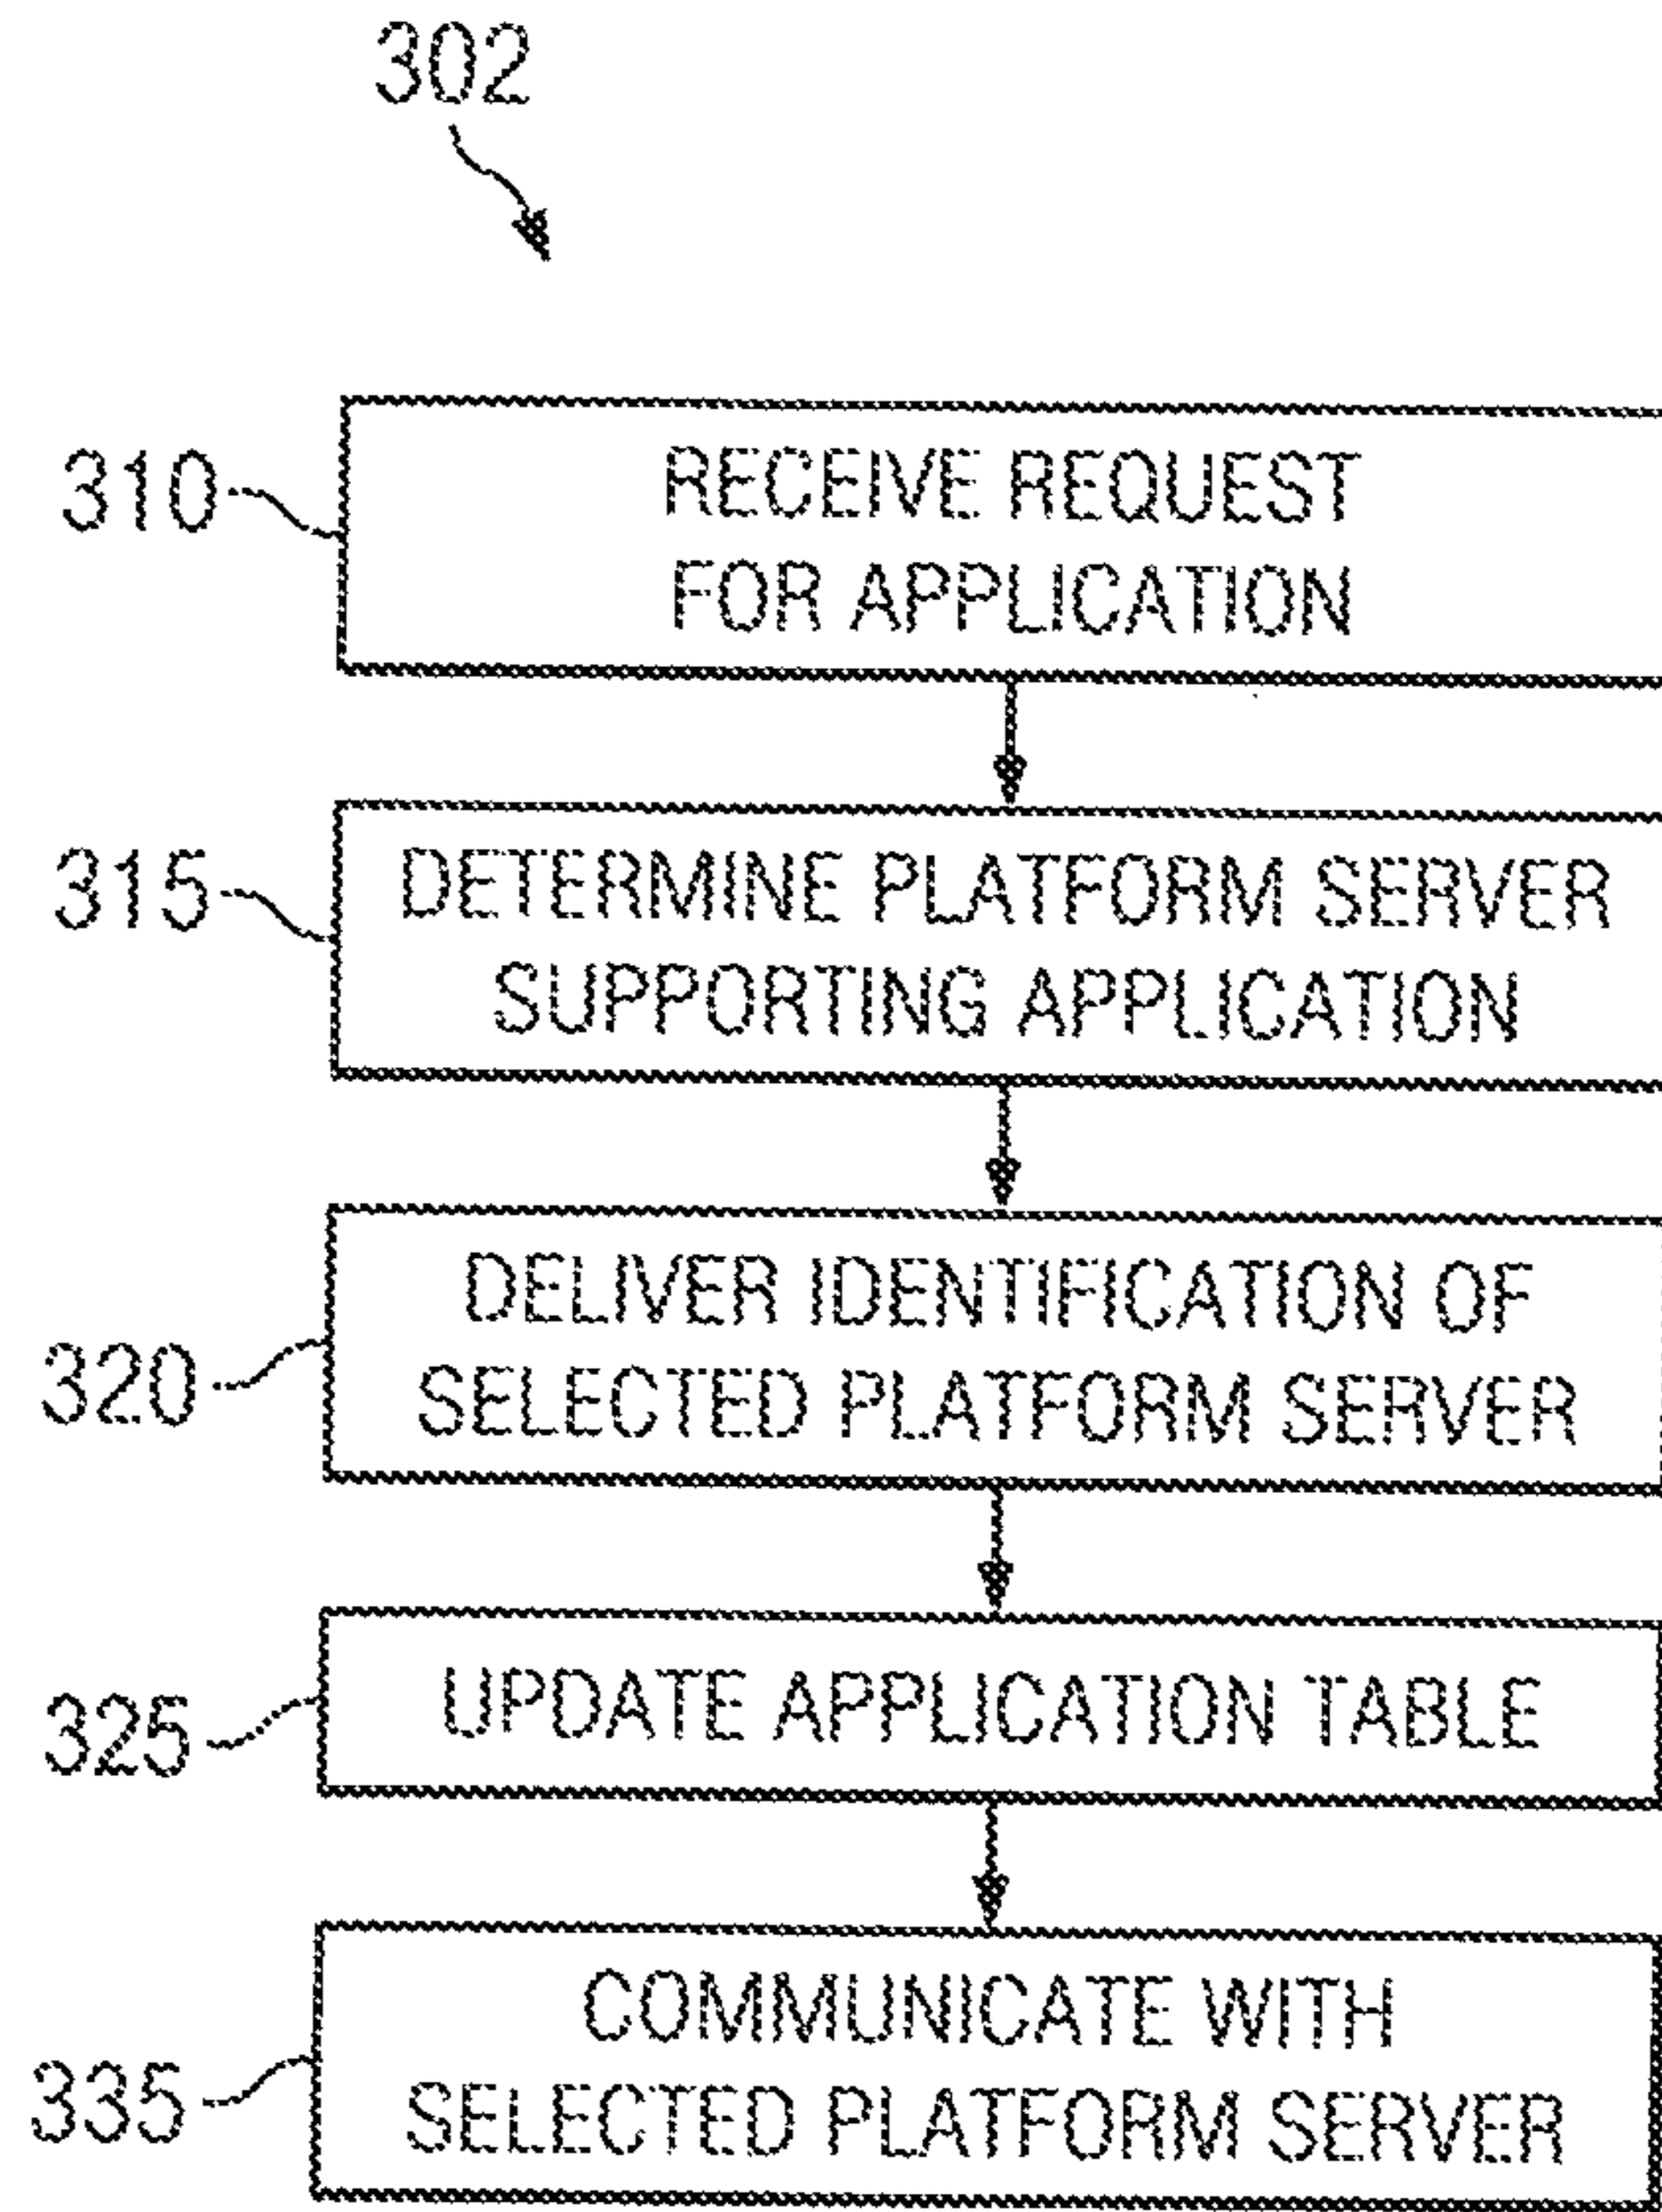 302
310
RECEIVE REQUEST
FOR APPLICATION
315
DETERMINE PLATFORM SERVER
SUPPORTING APPLICATION
320
DELIVER IDENTIFICATION OF
SELECTED PLATFORM SERVER
325
UPDATE APPLICATION TABLE
335
COMMUNICATE WITH
SELECTED PLATFORM SERVER